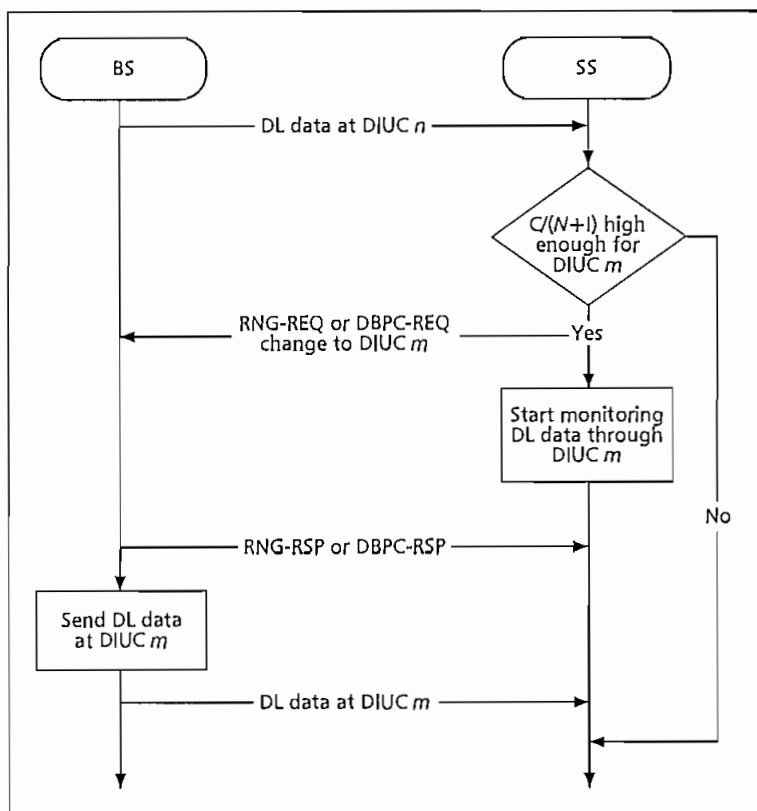 BS
SS
DL data at DIUC n
C/(N+I) high
enough for
DIUC m
RNG-REQ or DBPC-REQ
change to DIUC m
Yes
Start monitoring
DL data through
DIUC m
No
RNG-RSP or DBPC-RSP
Send DL data
at DIUC m
DL data at DIUC m